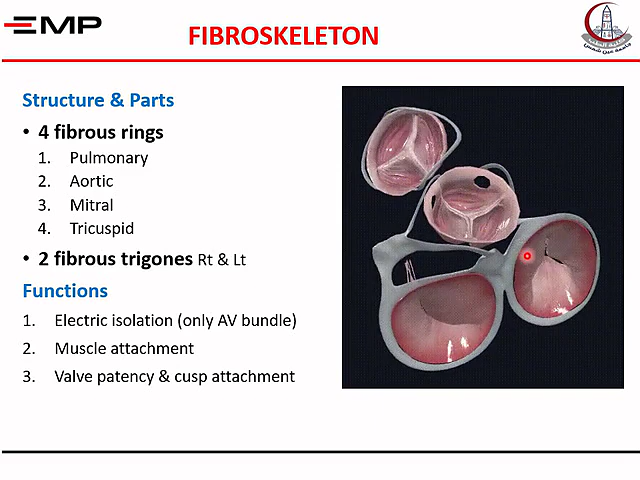 EMP
FIBROSKELETON
Structure & Parts
• 4 fibrous rings
1. Pulmonary
2. Aortic
3. Mitral
4. Tricuspid
• 2 fibrous trigones Rt & Lt
Functions
1. Electric isolation (only AV bundle)
2. Muscle attachment
3. Valve patency & cusp attachment